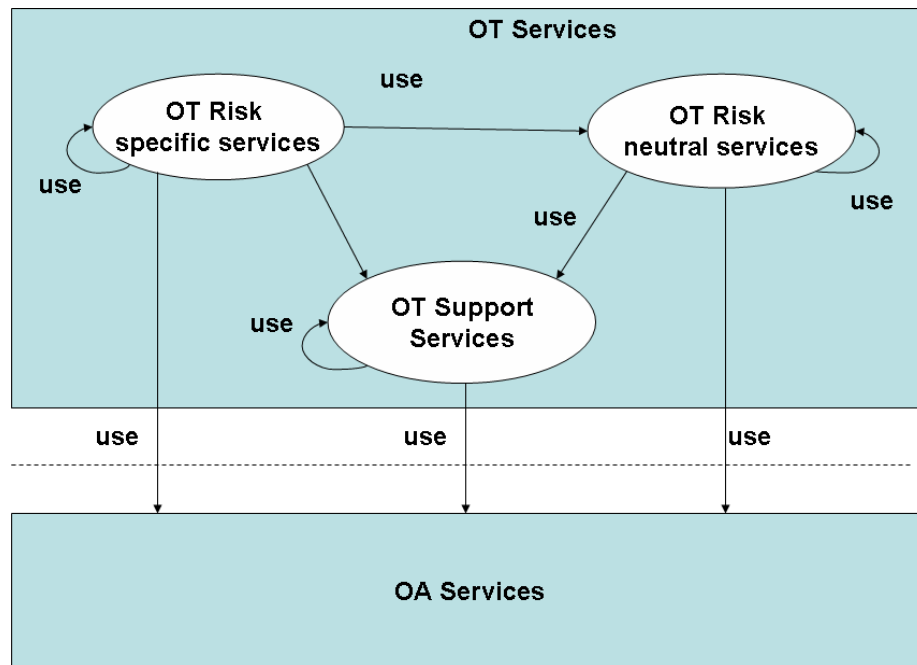 OT Services
use
OT Risk
specific services
OT Risk
neutral services
use
use
use
OT Support
Services
use
use
use
use
OA Services